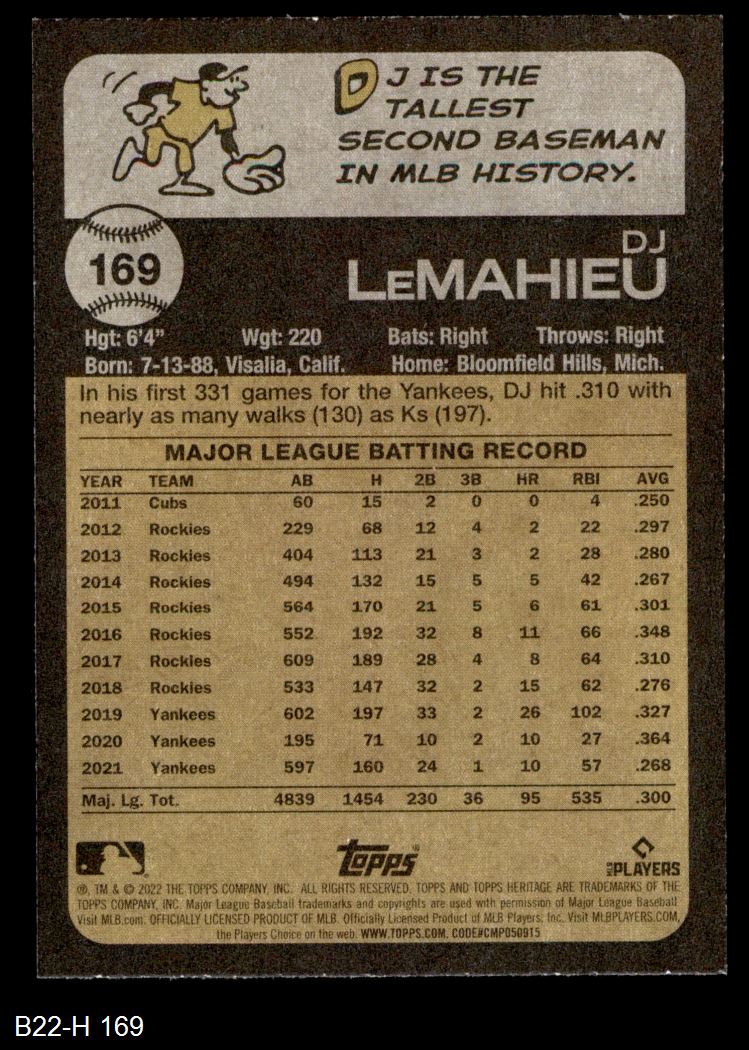 DJ IS THE
TALLEST
SECOND BASEMAN
IN MLB HISTORY.
169
DJ
LEMAHIEU
Hgt: 6'4" Wgt: 220 Bats: Right Throws: Right
Born: 7-13-88, Visalia, Calif. Home: Bloomfield Hills, Mich.
In his first 331 games for the Yankees, DJ hit .310 with
nearly as many walks (130) as Ks (197).
MAJOR LEAGUE BATTING RECORD
YEAR TEAM AB H 2B 3B HR RBI AVG
2011 Cubs 60 15 2 0 0 4 .250
2012 Rockies 229 68 12 4 2 22 .297
2013 Rockies 404 113 21 3 2 28 .280
2014 Rockies 494 132 15 5 5 42 .267
2015 Rockies 564 170 21 5 6 61 .301
2016 Rockies 552 192 32 8 11 66 .348
2017 Rockies 609 189 28 4 8 64 .310
2018 Rockies 533 147 32 2 15 62 .276
2019 Yankees 602 197 33 2 26 102 .327
2020 Yankees 195 71 10 2 10 27 .364
2021 Yankees 597 160 24 1 10 57 .268
Maj. Lg. Tot. 4839 1454 230 36 95 535 .300
Topps® MLB PLAYERS
®, TM & © 2022 THE TOPPS COMPANY, INC. ALL RIGHTS RESERVED. TOPPS AND TOPPS HERITAGE ARE TRADEMARKS OF THE
TOPPS COMPANY, INC. Major League Baseball trademarks and copyrights are used with permission of Major League Baseball
Visit MLB.com. OFFICIALLY LICENSED PRODUCT OF MLB. Officially Licensed Product of MLB Players, Inc. Visit MLBPLAYERS.COM,
the Players Choice on the web. WWW.TOPPS.COM. CODE#CMP050915
B22-H 169